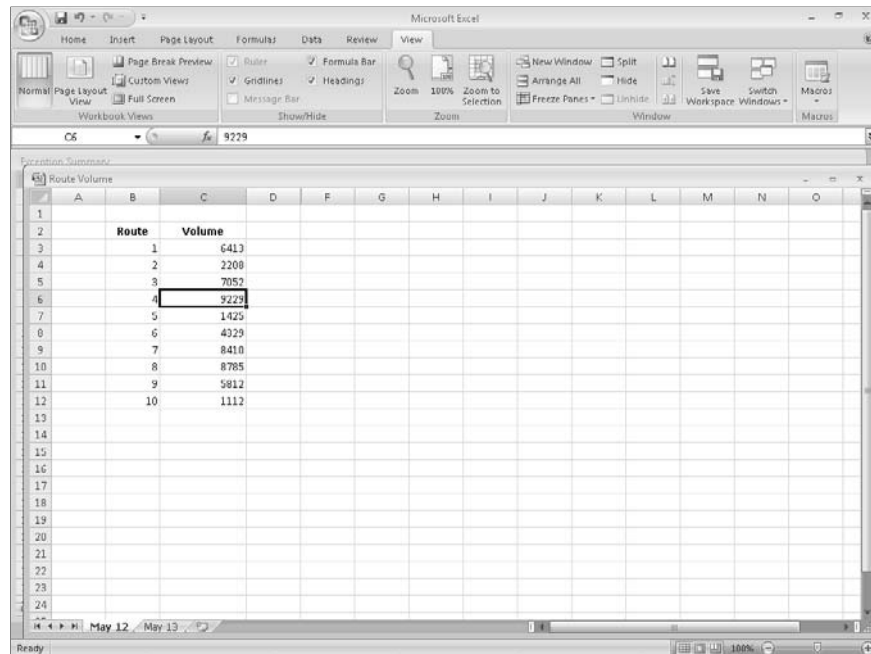 Microsoft Excel
Home Insert Page Layout Formulas Data Review View
Page Break Preview
Ruler
Formula Bar
New Window
Split
Custom Views
Gridlines
Headings
Arrange All
Hide
Normal Page Layout View
Full Screen
Message Bar
Zoom 100% Zoom to Selection
Freeze Panes
Unhide
Save Workspace
Switch Windows
Macros
Workbook Views
Show/Hide
Zoom
Window
Macros
C6 fx 9229
Exception Summary
Route Volume
A B C D F G H I J K L M N O
1
2 Route Volume
3 1 6413
4 2 2208
5 3 7052
6 4 9229
7 5 1425
8 6 4329
9 7 8410
10 8 8785
11 9 5812
12 10 1112
13
14
15
16
17
18
19
20
21
22
23
24
May 12 May 13
Ready 100%